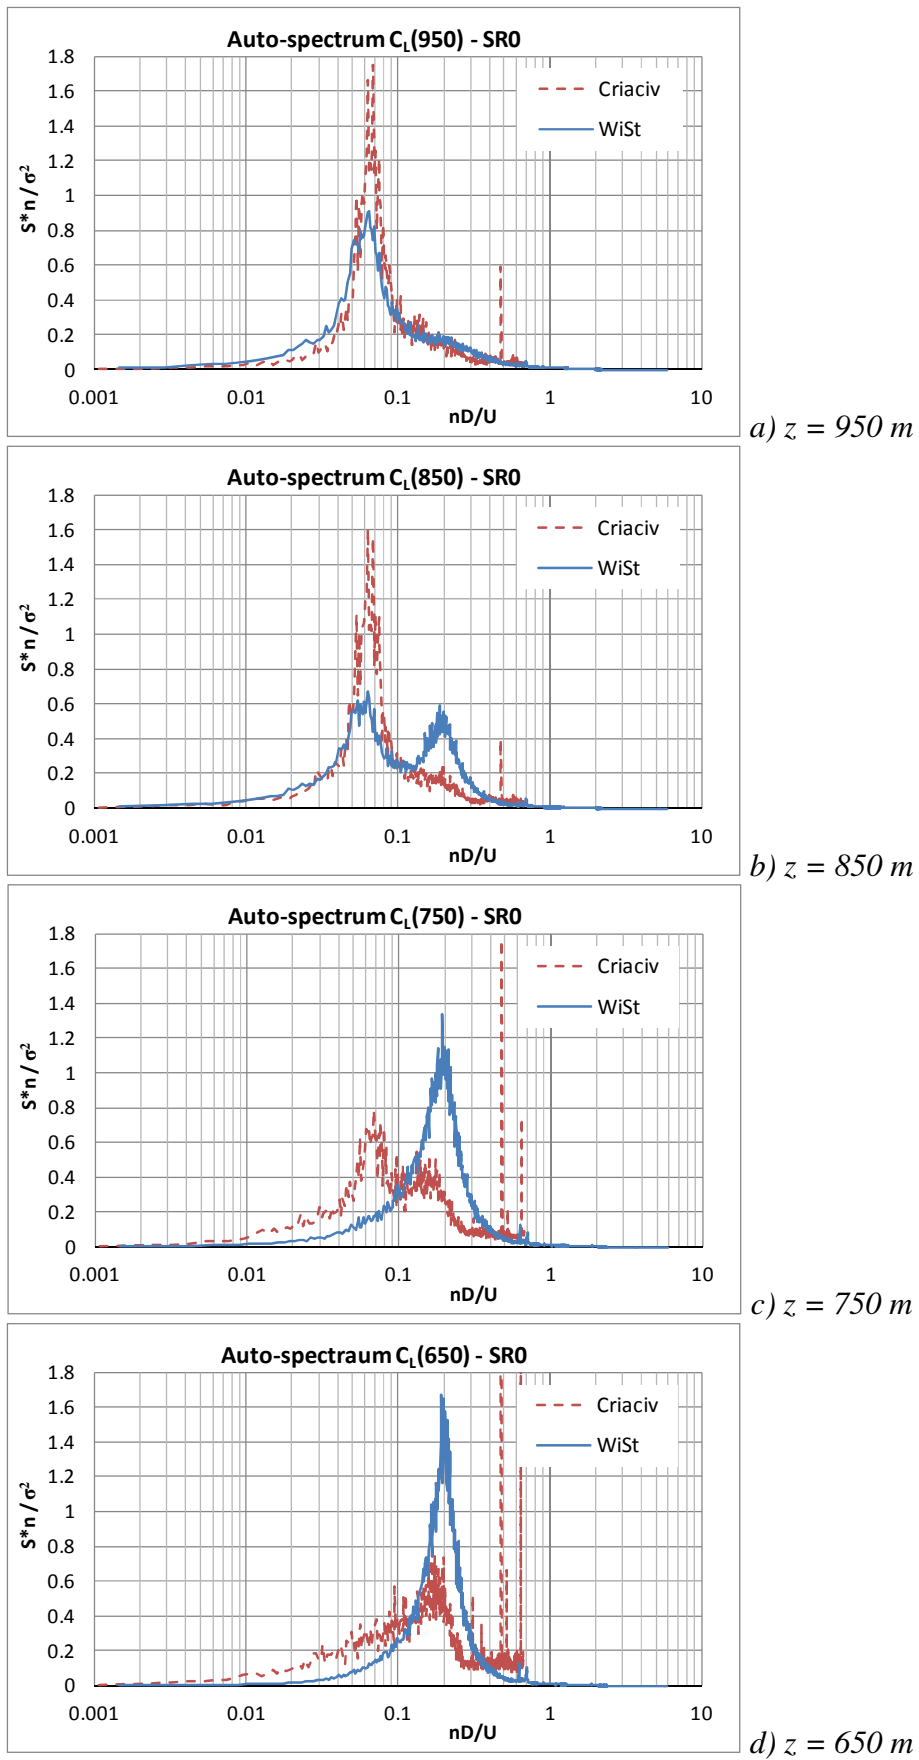 Auto-spectrum CL(950) - SR0
1.8
1.6
1.4
1.2
1
0.8
0.6
0.4
0.2
0
S*n / σ²
Criaciv
WiSt
0.001 0.01 0.1 1 10
nD/U
a) z = 950 m
Auto-spectrum CL(850) - SR0
1.8
1.6
1.4
1.2
1
0.8
0.6
0.4
0.2
0
S*n / σ²
Criaciv
WiSt
0.001 0.01 0.1 1 10
nD/U
b) z = 850 m
Auto-spectrum CL(750) - SR0
1.8
1.6
1.4
1.2
1
0.8
0.6
0.4
0.2
0
S*n / σ²
Criaciv
WiSt
0.001 0.01 0.1 1 10
nD/U
c) z = 750 m
Auto-spectraum CL(650) - SR0
1.8
1.6
1.4
1.2
1
0.8
0.6
0.4
0.2
0
S*n / σ²
Criaciv
WiSt
0.001 0.01 0.1 1 10
nD/U
d) z = 650 m